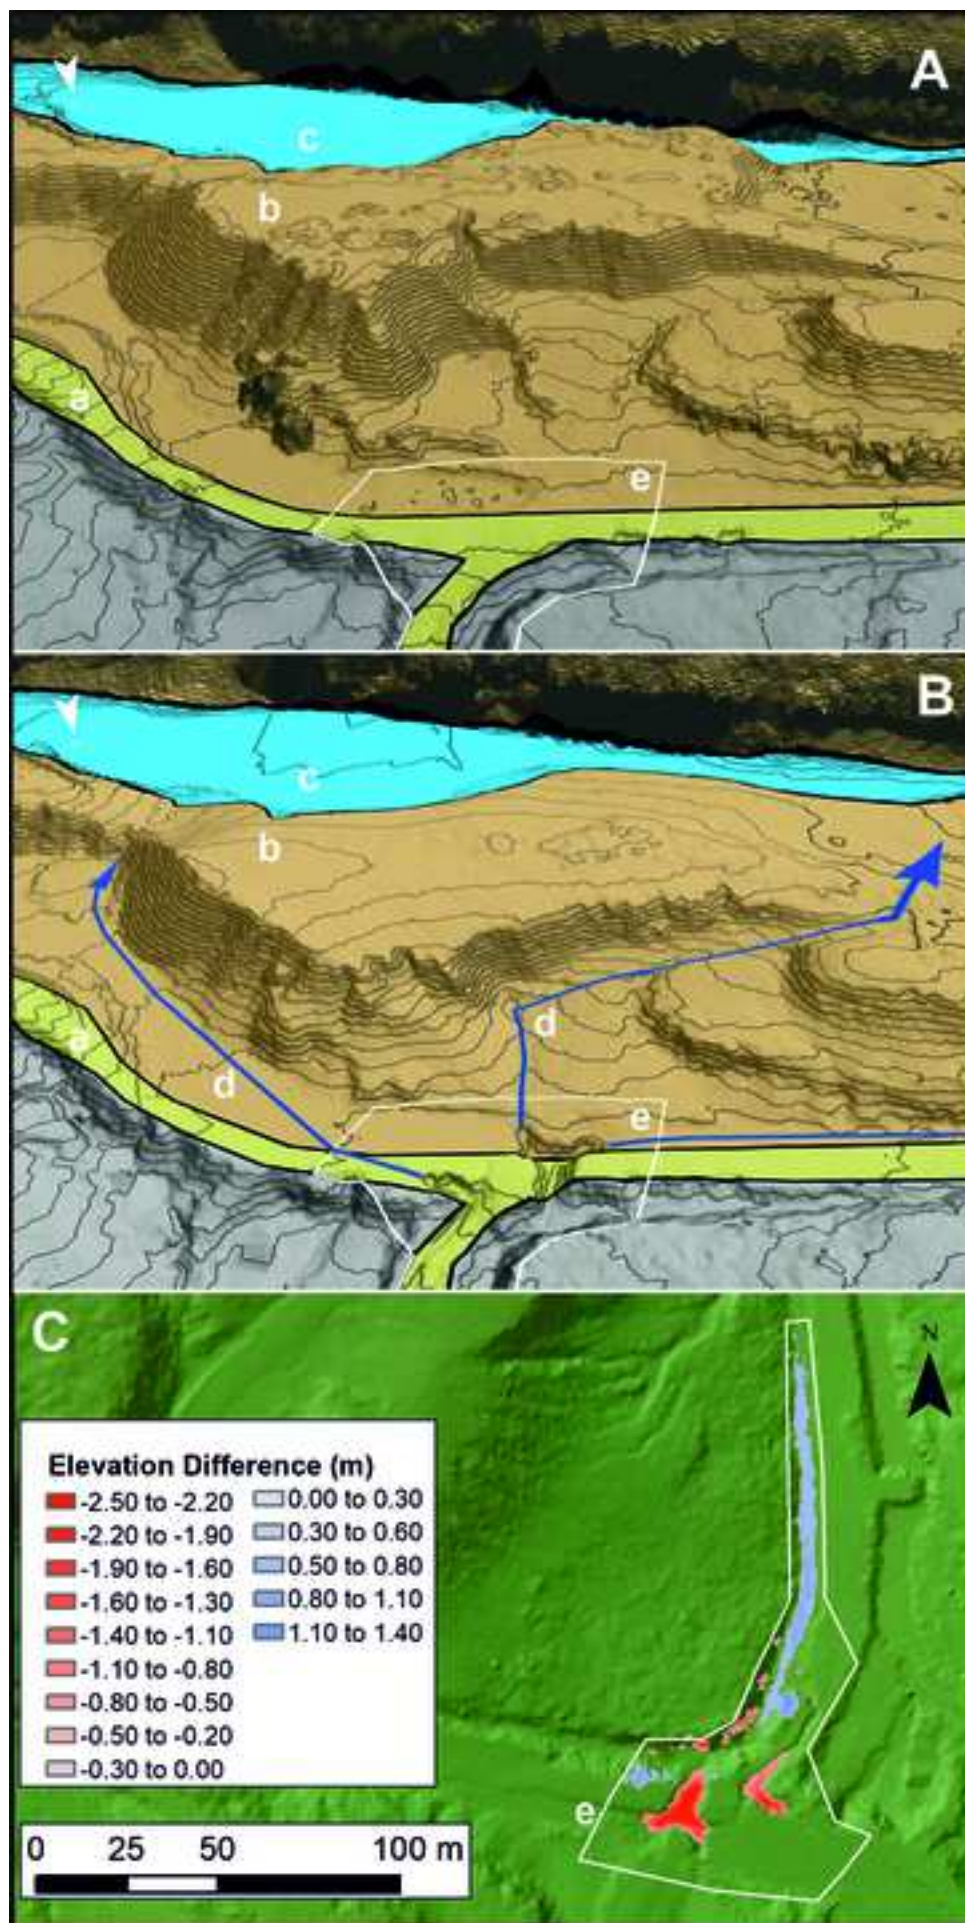 A
c
b
a
e
B
c
b
d
a
d
e
C
N
Elevation Difference (m)
-2.50 to -2.20 0.00 to 0.30
-2.20 to -1.90 0.30 to 0.60
-1.90 to -1.60 0.50 to 0.80
-1.60 to -1.30 0.80 to 1.10
-1.40 to -1.10 1.10 to 1.40
-1.10 to -0.80
-0.80 to -0.50
-0.50 to -0.20
-0.30 to 0.00
e
0 25 50 100 m